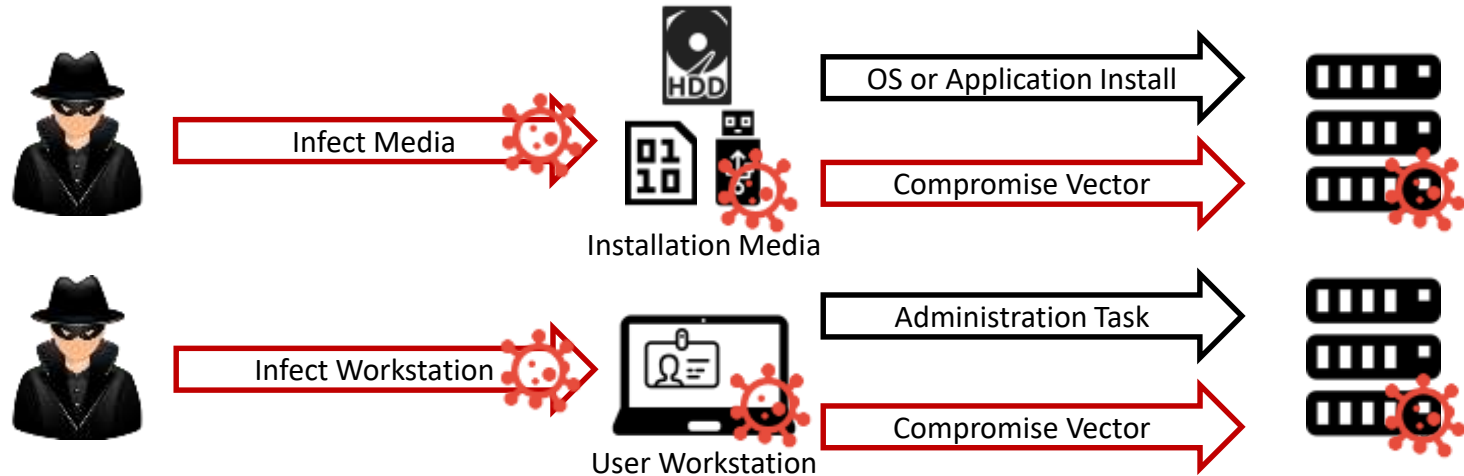 HDD
OS or Application Install
Infect Media
01
10
Compromise Vector
Installation Media
Administration Task
Infect Workstation
Compromise Vector
User Workstation